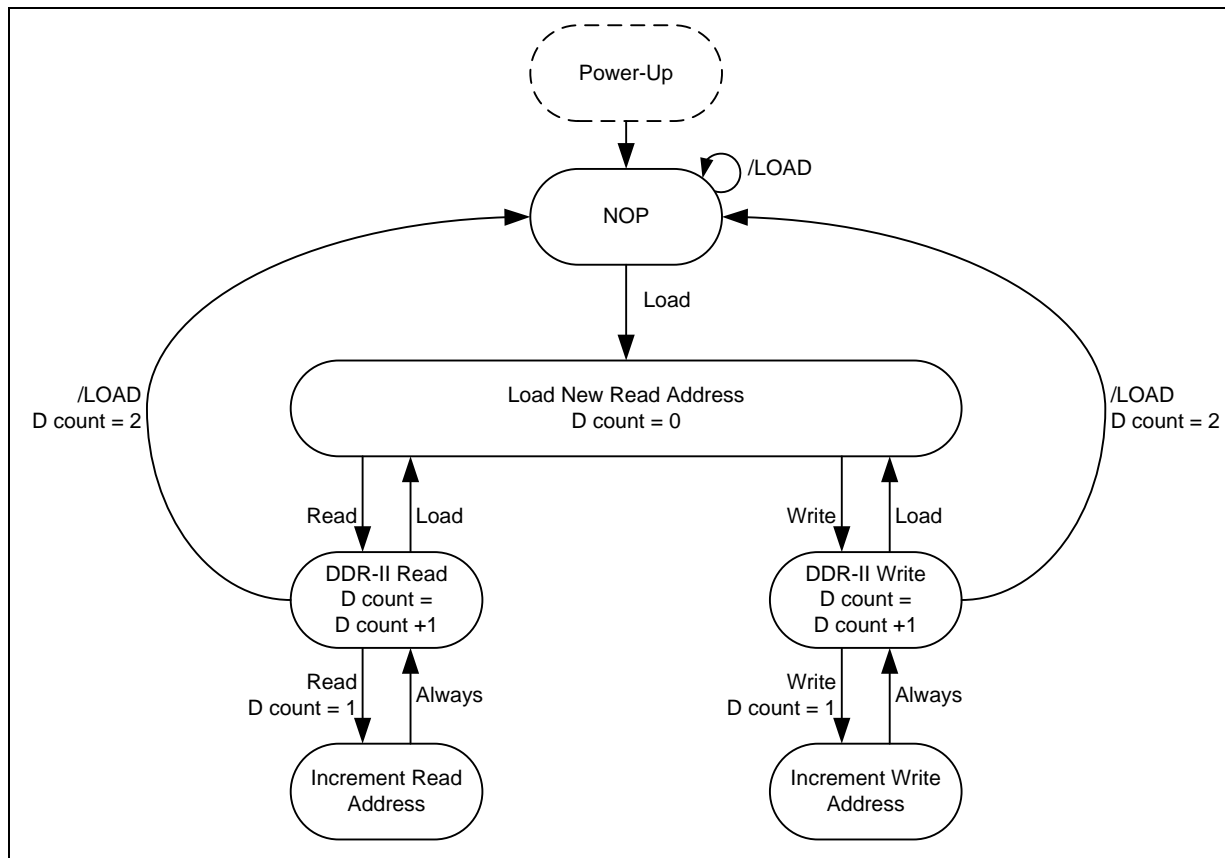 Power-Up
/LOAD
NOP
Load
/LOAD
D count = 2
Load New Read Address
D count = 0
/LOAD
D count = 2
Read
Load
Write
Load
DDR-II Read
D count =
D count +1
DDR-II Write
D count =
D count +1
Read
D count = 1
Always
Write
D count = 1
Always
Increment Read
Address
Increment Write
Address